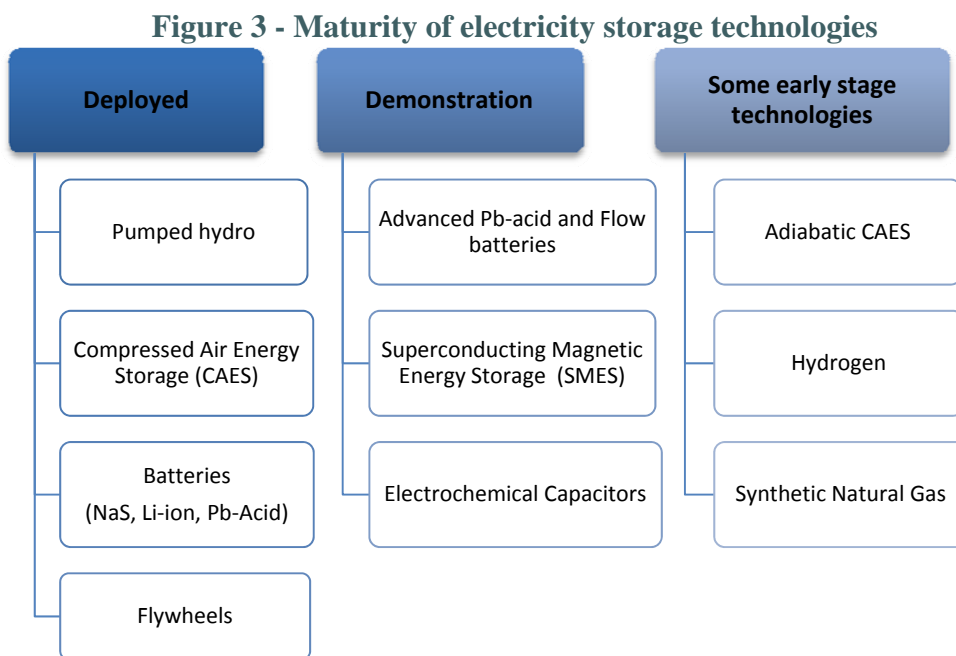 Figure 3 - Maturity of electricity storage technologies
Deployed
Pumped hydro
Compressed Air Energy
Storage (CAES)
Batteries
(NaS, Li-ion, Pb-Acid)
Flywheels
Demonstration
Advanced Pb-acid and Flow
batteries
Superconducting Magnetic
Energy Storage (SMES)
Electrochemical Capacitors
Some early stage
technologies
Adiabatic CAES
Hydrogen
Synthetic Natural Gas